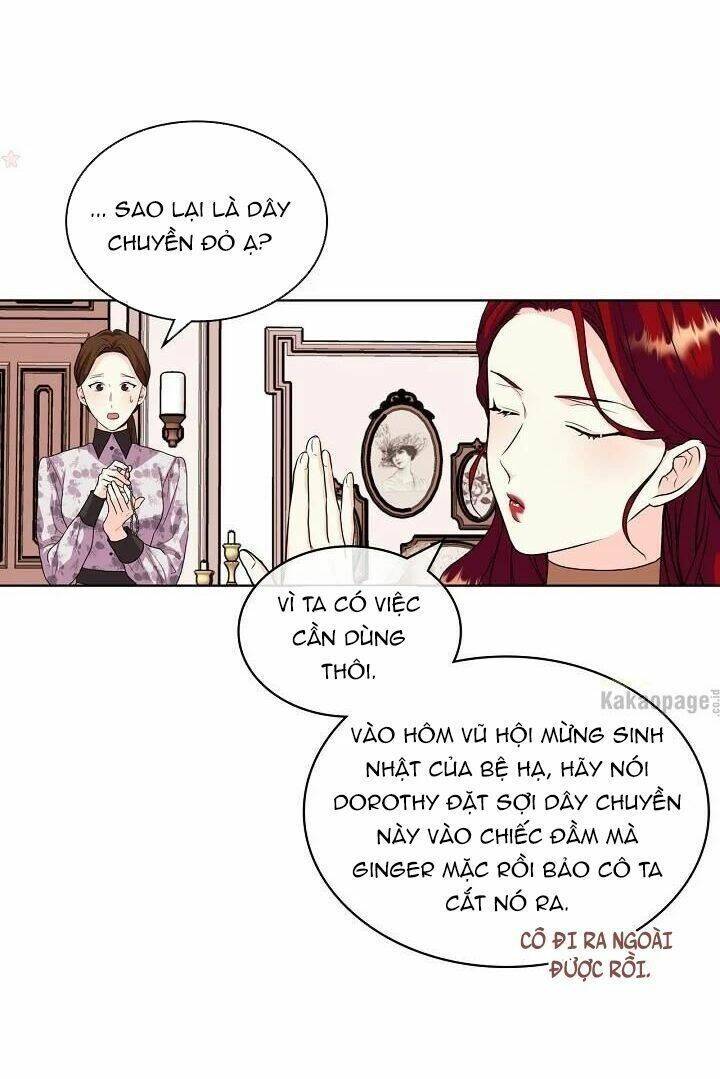 ... SAO LẠI LÀ DÂY
CHUYỀN ĐỎ Ạ?
VÌ TA CÓ VIỆC
CẦN DÙNG
THÔI.
Kakaopage
.co.id
VÀO HÔM VŨ HỘI MỪNG SINH
NHẬT CỦA BỆ HẠ, HÃY NÓI
DOROTHY ĐẶT SỢI DÂY CHUYỀN
NÀY VÀO CHIẾC ĐẦM MÀ
GINGER MẶC RỒI BẢO CÔ TA
CẮT NÓ RA.
CÔ ĐI RA NGOÀI
ĐƯỢC RỒI.